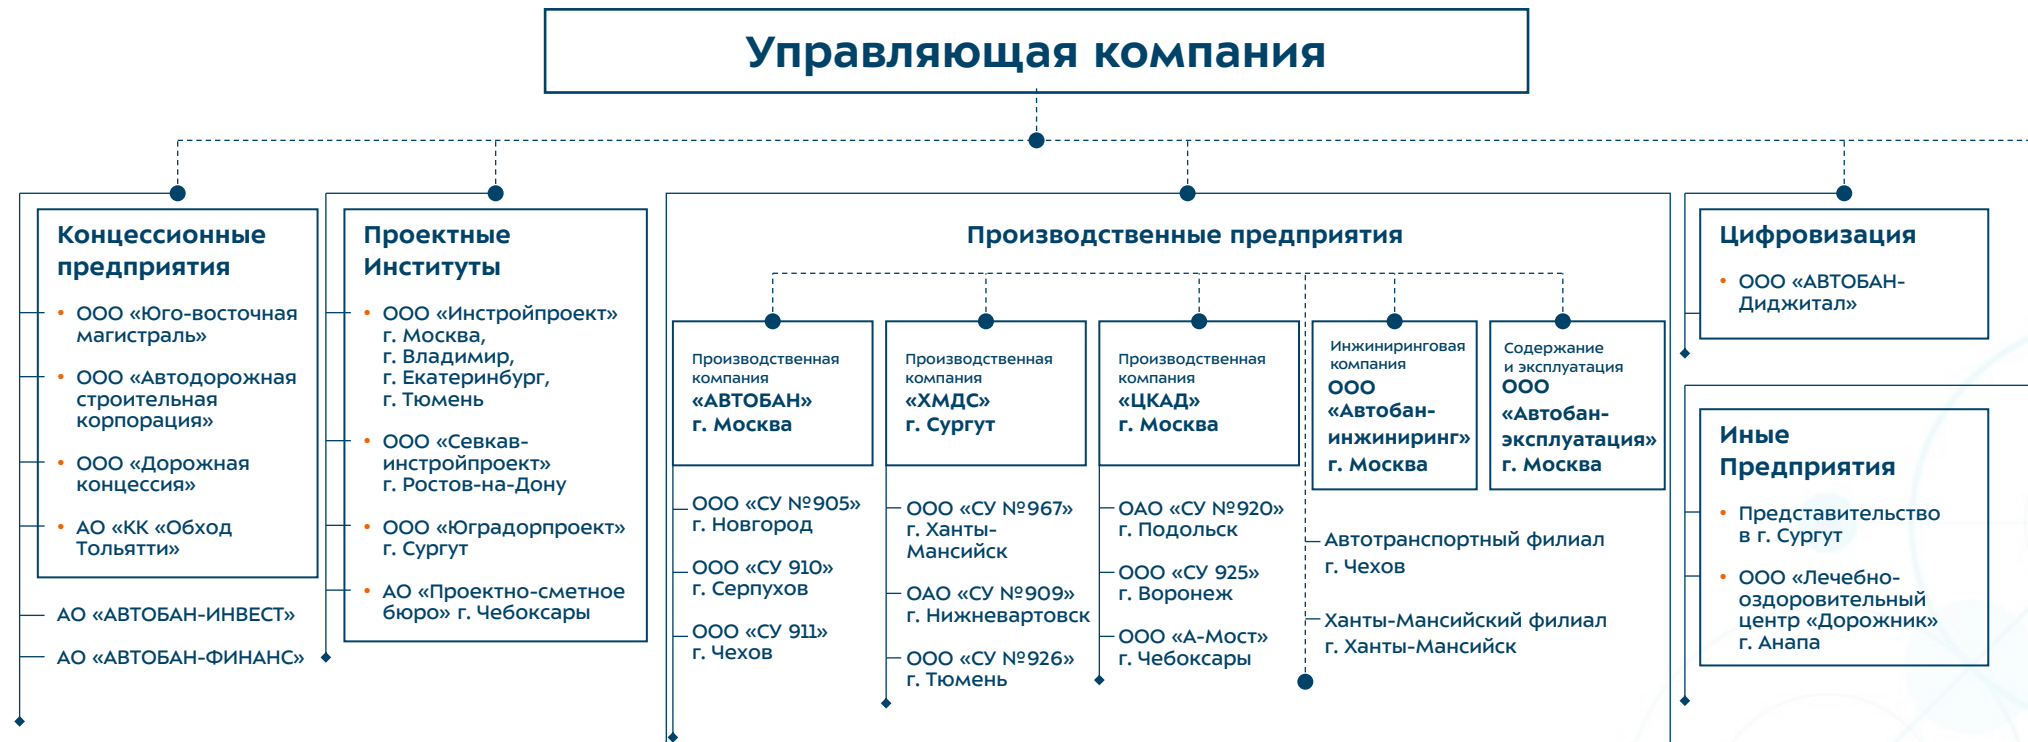 Управляющая компания
Концессионные
предприятия
• ООО «Юго-восточная
магистраль»
• ООО «Автодорожная
строительная
корпорация»
• ООО «Дорожная
концессия»
• АО «КК «Обход
Тольятти»
АО «АВТОБАН-ИНВЕСТ»
АО «АВТОБАН-ФИНАНС»
Проектные
Институты
• ООО «Инстройпроект»
г. Москва,
г. Владимир,
г. Екатеринбург,
г. Тюмень
• ООО «Севкав-
инстройпроект»
г. Ростов-на-Дону
• ООО «Юградорпроект»
г. Сургут
• АО «Проектно-сметное
бюро» г. Чебоксары
Производственные предприятия
Производственная
компания
«АВТОБАН»
г. Москва
ООО «СУ №905»
г. Новгород
ООО «СУ 910»
г. Серпухов
ООО «СУ 911»
г. Чехов
Производственная
компания
«ХМДС»
г. Сургут
ООО «СУ №967»
г. Ханты-
Мансийск
ОАО «СУ №909»
г. Нижневартовск
ООО «СУ №926»
г. Тюмень
Производственная
компания
«ЦКАД»
г. Москва
ОАО «СУ №920»
г. Подольск
ООО «СУ 925»
г. Воронеж
ООО «А-Мост»
г. Чебоксары
Инжиниринговая
компания
ООО
«Автобан-
инжиниринг»
г. Москва
Содержание
и эксплуатация
ООО
«Автобан-
эксплуатация»
г. Москва
Автотранспортный филиал
г. Чехов
Ханты-Мансийский филиал
г. Ханты-Мансийск
Цифровизация
• ООО «АВТОБАН-
Диджитал»
Иные
Предприятия
• Представительство
в г. Сургут
• ООО «Лечебно-
оздоровительный
центр «Дорожник»
г. Анапа